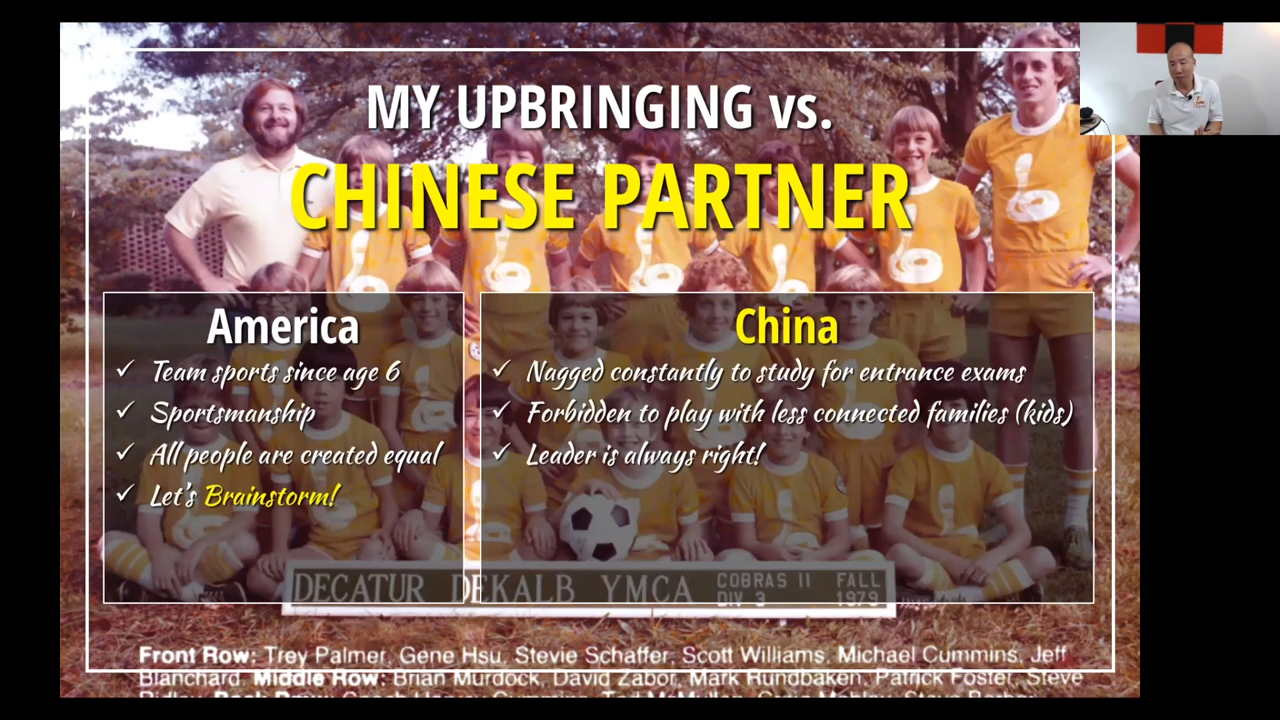 MY UPBRINGING vs.
CHINESE PARTNER
America
Team sports since age 6
Sportsmanship
All people are created equal
Let's Brainstorm!
China
Nagged constantly to study for entrance exams
Forbidden to play with less connected families (kids)
Leader is always right!
DECATUR DEKALB YMCA COBRAS II FALL
DIV 3 1979
Front Row: Trey Palmer, Gene Hsu, Stevie Schaffer, Scott Williams, Michael Cummins, Jeff
Blanchard. Middle Row: Brian Murdock, David Zabor, Mark Rundbaken, Patrick Foster, Steve